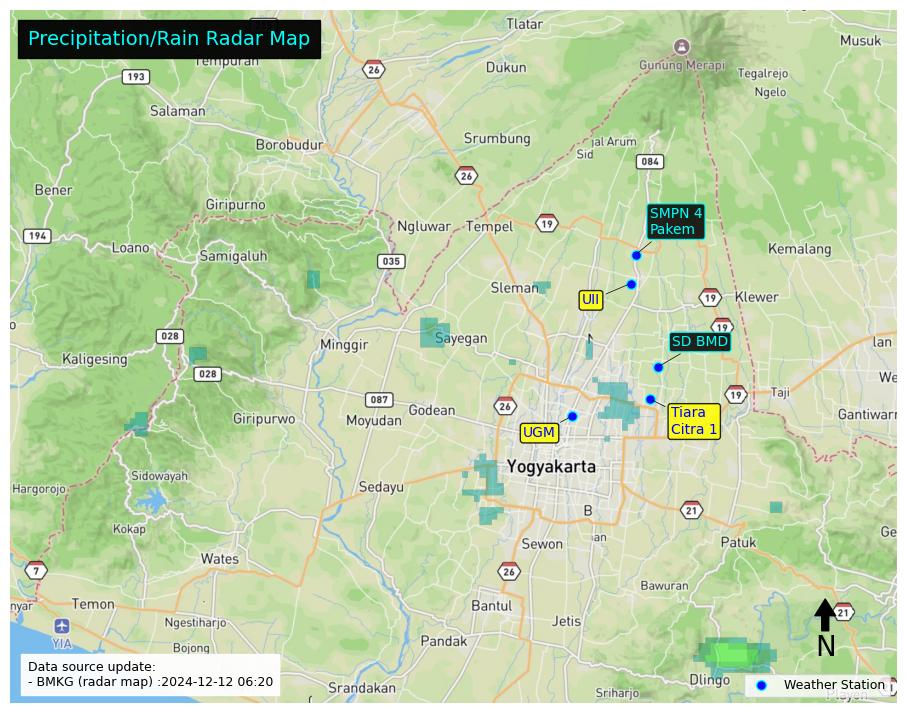 Precipitation/Rain Radar Map
Tlatar
Musuk
Tempuran
26
Dukun
Gunung Merapi
Tegalrejo
193
Ngelo
Salaman
Srumbung
jal Arum
Sid
Borobudur
084
26
Bener
Giripurno
SMPN 4
Pakem
194
Ngluwar
Tempel
19
Loano
Samigaluh
035
Kemalang
Sleman
UII
19
Klewer
o
19
028
Sayegan
SD BMD
lan
Minggir
Kaligesing
028
We
087
Godean
26
19
Taji
Giripurwo
Moyudan
UGM
Tiara
Citra 1
Gantiwarn
Yogyakarta
Sidowayah
Hargorojo
Sedayu
21
B
Kokap
Sewon
an
Patuk
Ge
Wates
7
26
Bawuran
nyar
Temon
Bantul
21
Ngestiharjo
Jetis
YIA
N
Bojong
Pandak
Data source update:
- BMKG (radar map) :2024-12-12 06:20
Dlingo
Weather Station
Srandakan
Sriharjo
Playen